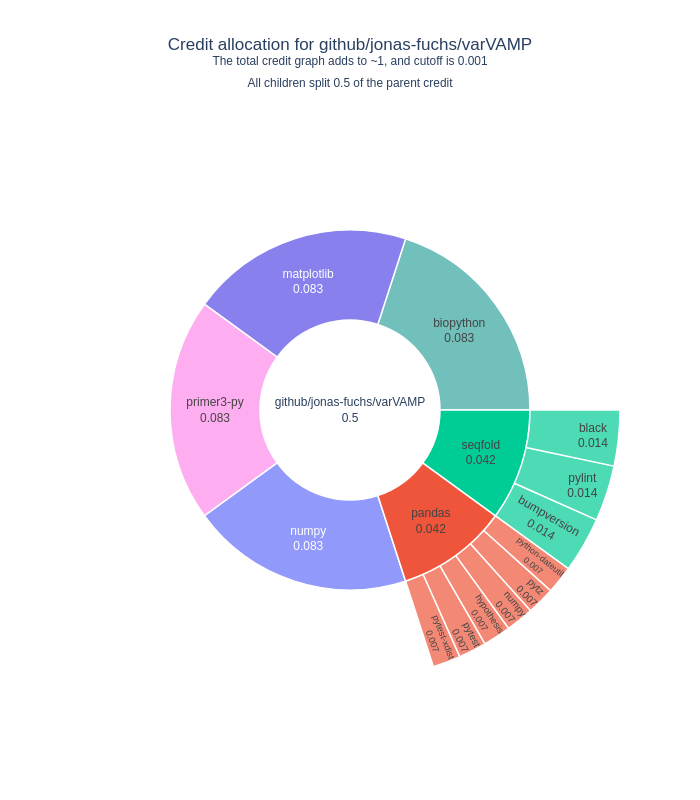 Credit allocation for github/jonas-fuchs/varVAMP
The total credit graph adds to ~1, and cutoff is 0.001
All children split 0.5 of the parent credit
matplotlib
0.083
biopython
0.083
primer3-py
0.083
github/jonas-fuchs/varVAMP
0.5
seqfold
0.042
black
0.014
pylint
0.014
bumpversion
0.014
pandas
0.042
numpy
0.083
python-dateutil
0.007
pytz
0.007
numpy
0.007
hypothesis
0.007
pytest
0.007
pytest-xdist
0.007